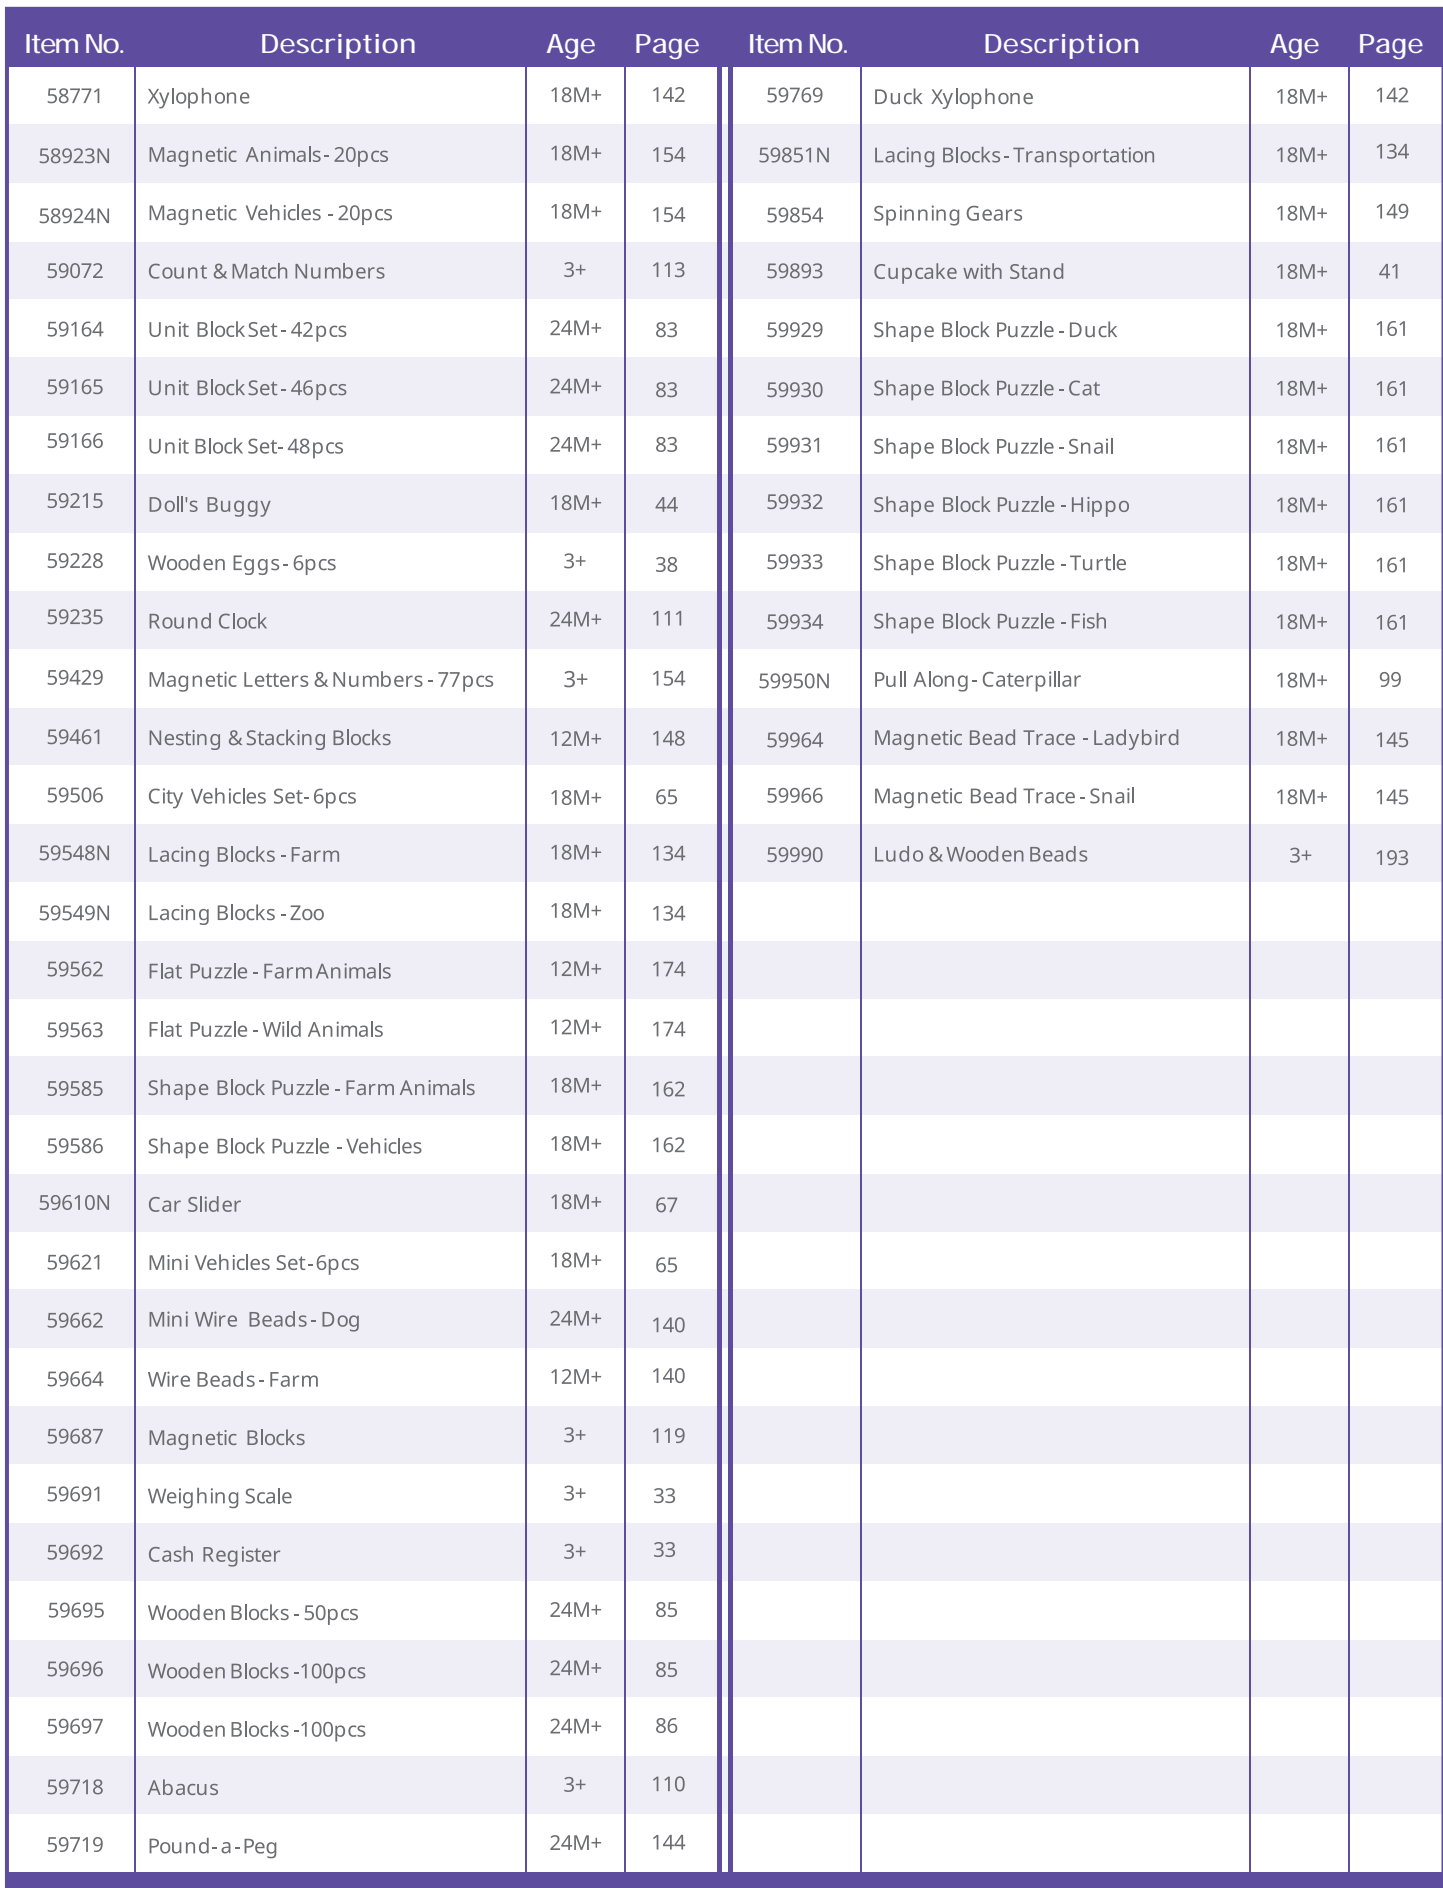 Item No. Description Age Page Item No. Description Age Page
58771 Xylophone 18M+ 142 59769 Duck Xylophone 18M+ 142
58923N Magnetic Animals - 20pcs 18M+ 154 59851N Lacing Blocks - Transportation 18M+ 134
58924N Magnetic Vehicles - 20pcs 18M+ 154 59854 Spinning Gears 18M+ 149
59072 Count & Match Numbers 3+ 113 59893 Cupcake with Stand 18M+ 41
59164 Unit Block Set - 42pcs 24M+ 83 59929 Shape Block Puzzle - Duck 18M+ 161
59165 Unit Block Set - 46pcs 24M+ 83 59930 Shape Block Puzzle - Cat 18M+ 161
59166 Unit Block Set- 48pcs 24M+ 83 59931 Shape Block Puzzle - Snail 18M+ 161
59215 Doll's Buggy 18M+ 44 59932 Shape Block Puzzle - Hippo 18M+ 161
59228 Wooden Eggs - 6pcs 3+ 38 59933 Shape Block Puzzle - Turtle 18M+ 161
59235 Round Clock 24M+ 111 59934 Shape Block Puzzle - Fish 18M+ 161
59429 Magnetic Letters & Numbers - 77pcs 3+ 154 59950N Pull Along - Caterpillar 18M+ 99
59461 Nesting & Stacking Blocks 12M+ 148 59964 Magnetic Bead Trace - Ladybird 18M+ 145
59506 City Vehicles Set- 6pcs 18M+ 65 59966 Magnetic Bead Trace - Snail 18M+ 145
59548N Lacing Blocks - Farm 18M+ 134 59990 Ludo & Wooden Beads 3+ 193
59549N Lacing Blocks - Zoo 18M+ 134
59562 Flat Puzzle - Farm Animals 12M+ 174
59563 Flat Puzzle - Wild Animals 12M+ 174
59585 Shape Block Puzzle - Farm Animals 18M+ 162
59586 Shape Block Puzzle - Vehicles 18M+ 162
59610N Car Slider 18M+ 67
59621 Mini Vehicles Set - 6pcs 18M+ 65
59662 Mini Wire Beads - Dog 24M+ 140
59664 Wire Beads - Farm 12M+ 140
59687 Magnetic Blocks 3+ 119
59691 Weighing Scale 3+ 33
59692 Cash Register 3+ 33
59695 Wooden Blocks - 50pcs 24M+ 85
59696 Wooden Blocks -100pcs 24M+ 85
59697 Wooden Blocks -100pcs 24M+ 86
59718 Abacus 3+ 110
59719 Pound- a - Peg 24M+ 144